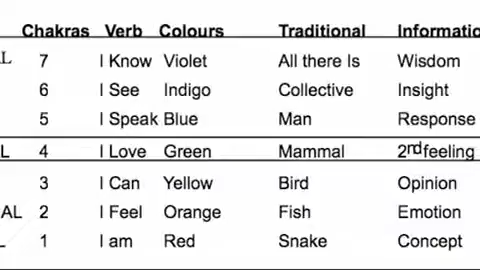 Chakras Verb Colours Traditional Informatio
AL 7 I Know Violet All there Is Wisdom
6 I See Indigo Collective Insight
5 I Speak Blue Man Response
L 4 I Love Green Mammal 2nd feeling
3 I Can Yellow Bird Opinion
AL 2 I Feel Orange Fish Emotion
L 1 I am Red Snake Concept